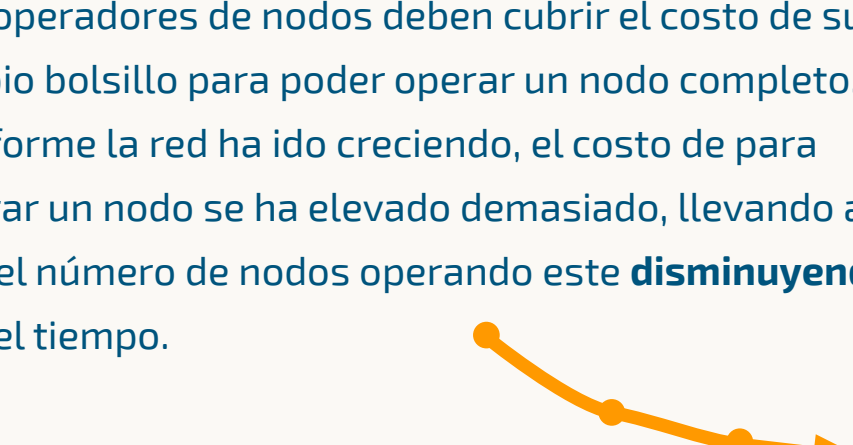 operadores de nodos deben cubrir el costo de su
io bolsillo para poder operar un nodo completo.
forme la red ha ido creciendo, el costo de para
ar un nodo se ha elevado demasiado, llevando a
el número de nodos operando este disminuyend
el tiempo.